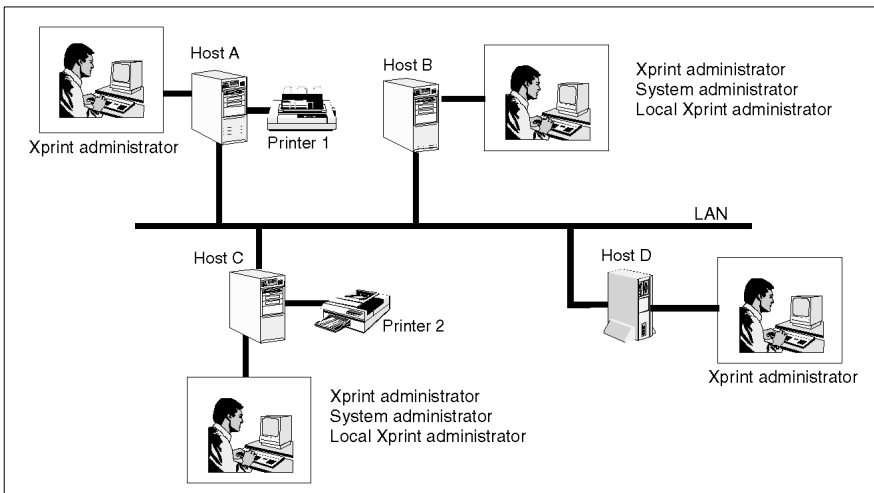 Host A
Host B
Xprint administrator
System administrator
Local Xprint administrator
Xprint administrator
Printer 1
LAN
Host C
Host D
Printer 2
Xprint administrator
Xprint administrator
System administrator
Local Xprint administrator